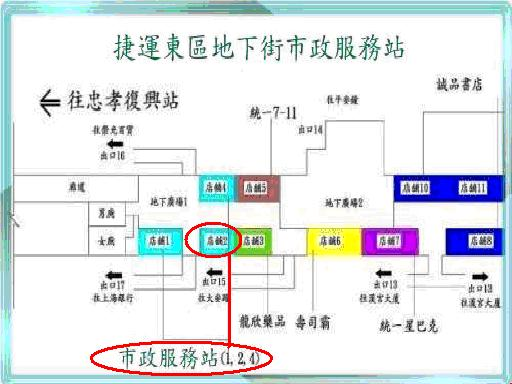 捷運東區地下街市政服務站
誠品書店
往忠孝復興站
統一7-11
往平安鐘
出口14
往崇光百貨
出口16
廊道
地下廣場1
店舖4
店舖5
地下廣場2
店舖10
店舖11
男廁
女廁
店舖1
店舖2
店舖3
店舖6
店舖7
店舖8
出口17
往上海銀行
出口15
往大安路
龍欣藥品
壽司霸
出口13
往漢宮大厦
統一星巴克
出口13
往漢宮大厦
市政服務站(1,2,4)